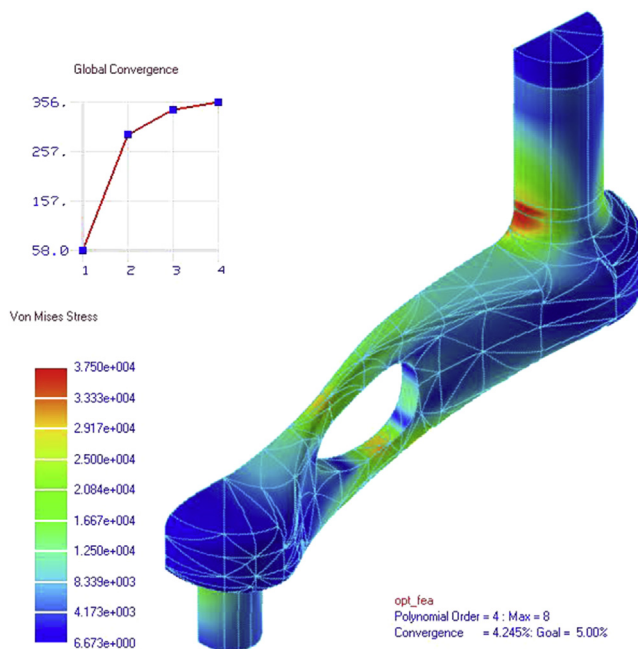 Global Convergence
356.
257.
157.
58.0
1 2 3 4
Von Mises Stress
3.750e+004
3.333e+004
2.917e+004
2.500e+004
2.084e+004
1.667e+004
1.250e+004
8.339e+003
4.173e+003
6.673e+000
opt_fea
Polynomial Order = 4 : Max = 8
Convergence = 4.245%: Goal = 5.00%